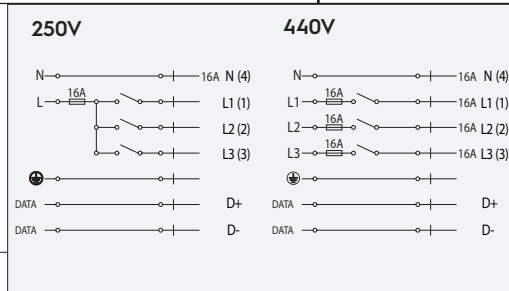 250V
N 16A N (4)
L 16A L1 (1)
L2 (2)
L3 (3)
DATA D+
DATA D-
440V
N 16A N (4)
L1 16A 16A L1 (1)
L2 16A 16A L2 (2)
L3 16A 16A L3 (3)
DATA D+
DATA D-